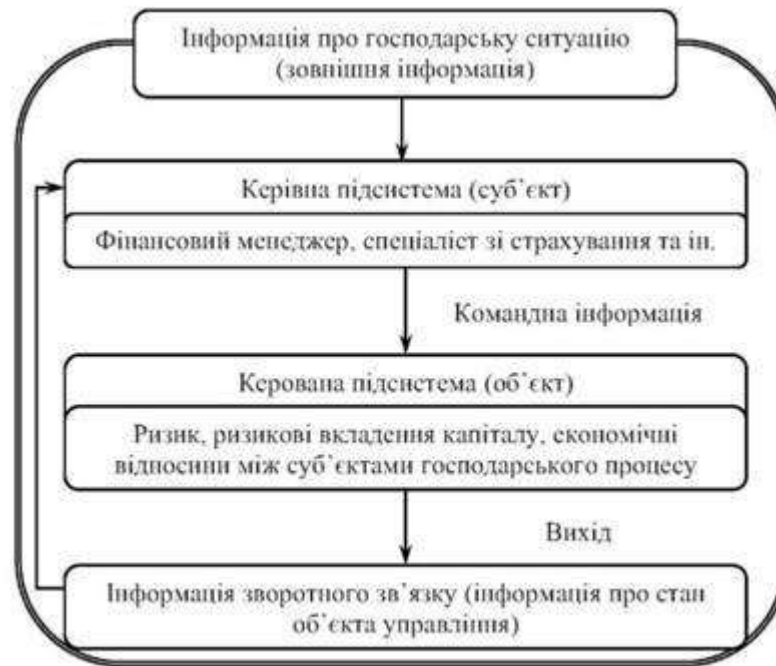 Інформація про господарську ситуацію
(зовнішня інформація)
Керівна підсистема (суб’єкт)
Фінансовий менеджер, спеціаліст зі страхування та ін.
Командна інформація
Керована підсистема (об’єкт)
Ризик, ризикові вкладення капіталу, економічні
відносини між суб’єктами господарського процесу
Вихід
Інформація зворотного зв’язку (інформація про стан
об’єкта управління)